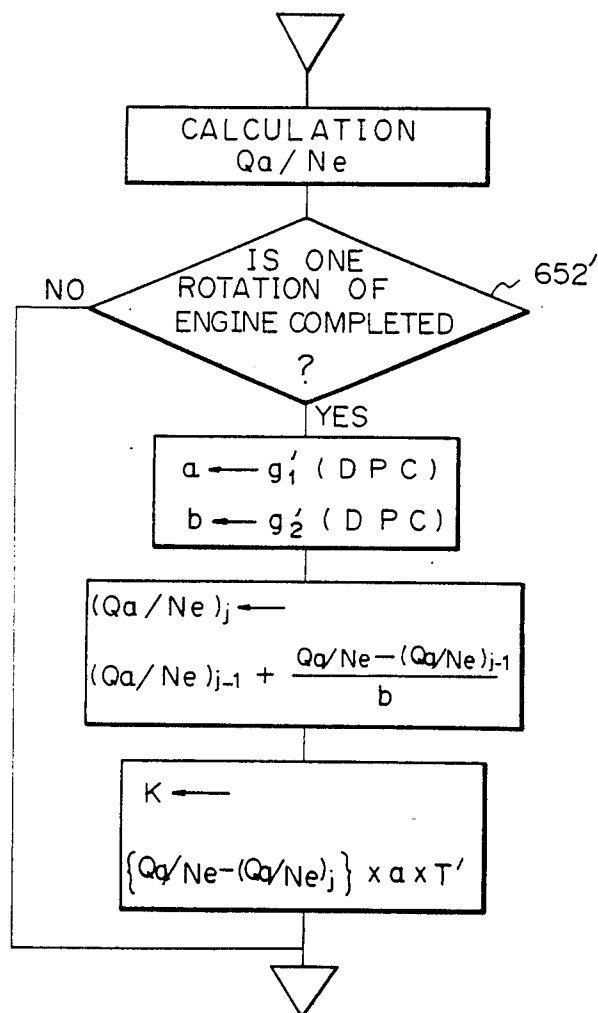 CALCULATION
Qa/Ne
IS ONE
ROTATION OF
ENGINE COMPLETED
?
652'
NO
YES
a ← g₁' (DPC)
b ← g₂' (DPC)
(Qa/Ne)j ←
(Qa/Ne)j-1 + Qa/Ne-(Qa/Ne)j-1
b
K ←
{Qa/Ne-(Qa/Ne)j} x a x T'